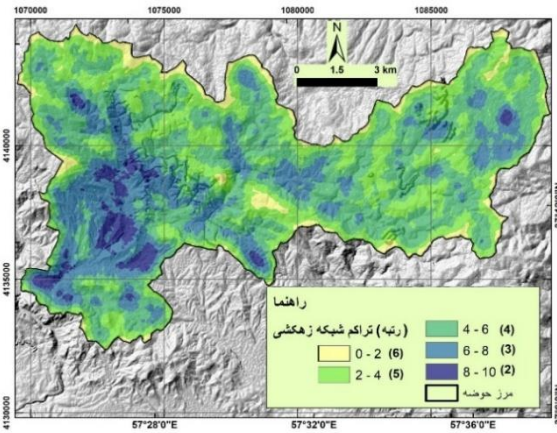 1070000 1075000 1080000 1085000
N
0 1.5 3 km
4140000
4135000
4130000
راهنما
(رتبه) تراکم شبکه زهکشی
0 - 2 (6)
2 - 4 (5)
4 - 6 (4)
6 - 8 (3)
8 - 10 (2)
مرز حوضه
57°28'0"E 57°32'0"E 57°36'0"E